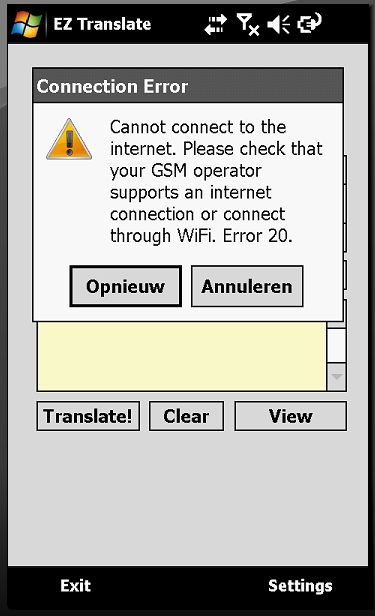 EZ Translate
Connection Error
Cannot connect to the
internet. Please check that
your GSM operator
supports an internet
connection or connect
through WiFi. Error 20.
Opnieuw Annuleren
Translate! Clear View
Exit Settings